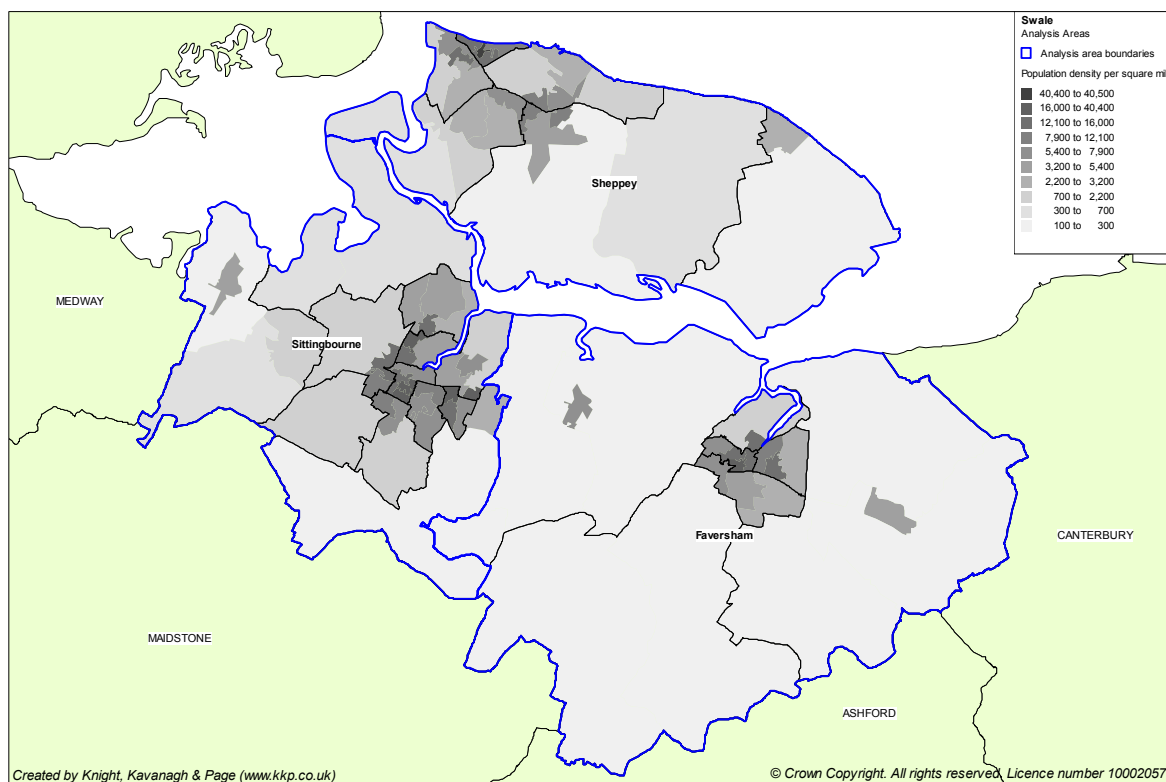 Swale
Analysis Areas
Analysis area boundaries
Population density per square mil
40,400 to 40,500
16,000 to 40,400
12,100 to 16,000
7,900 to 12,100
5,400 to 7,900
3,200 to 5,400
2,200 to 3,200
700 to 2,200
300 to 700
100 to 300
Sheppey
MEDWAY
Sittingbourne
Faversham
CANTERBURY
MAIDSTONE
ASHFORD
Created by Knight, Kavanagh & Page (www.kkp.co.uk)
© Crown Copyright. All rights reserved. Licence number 10002057